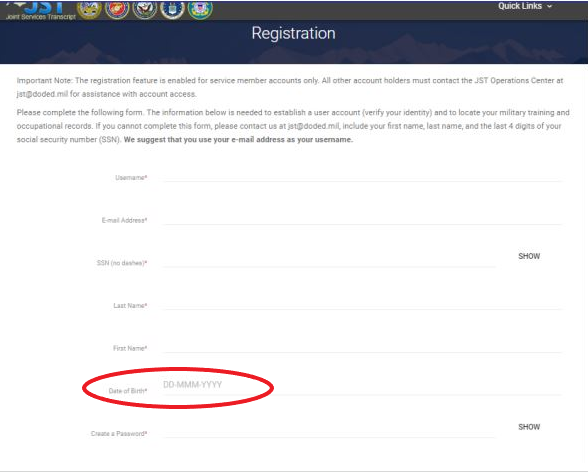 JST
Joint Services Transcript
Quick Links
Registration
Important Note: The registration feature is enabled for service member accounts only. All other account holders must contact the JST Operations Center at
jst@doded.mil for assistance with account access.
Please complete the following form. The information below is needed to establish a user account (verify your identity) and to locate your military training and
occupational records. If you cannot complete this form, please contact us at jst@doded.mil, include your first name, last name, and the last 4 digits of your
social security number (SSN). We suggest that you use your e-mail address as your username.
Username*
E-mail Address*
SSN (no dashes)* SHOW
Last Name*
First Name*
Date of Birth* DD-MMM-YYYY
Create a Password* SHOW